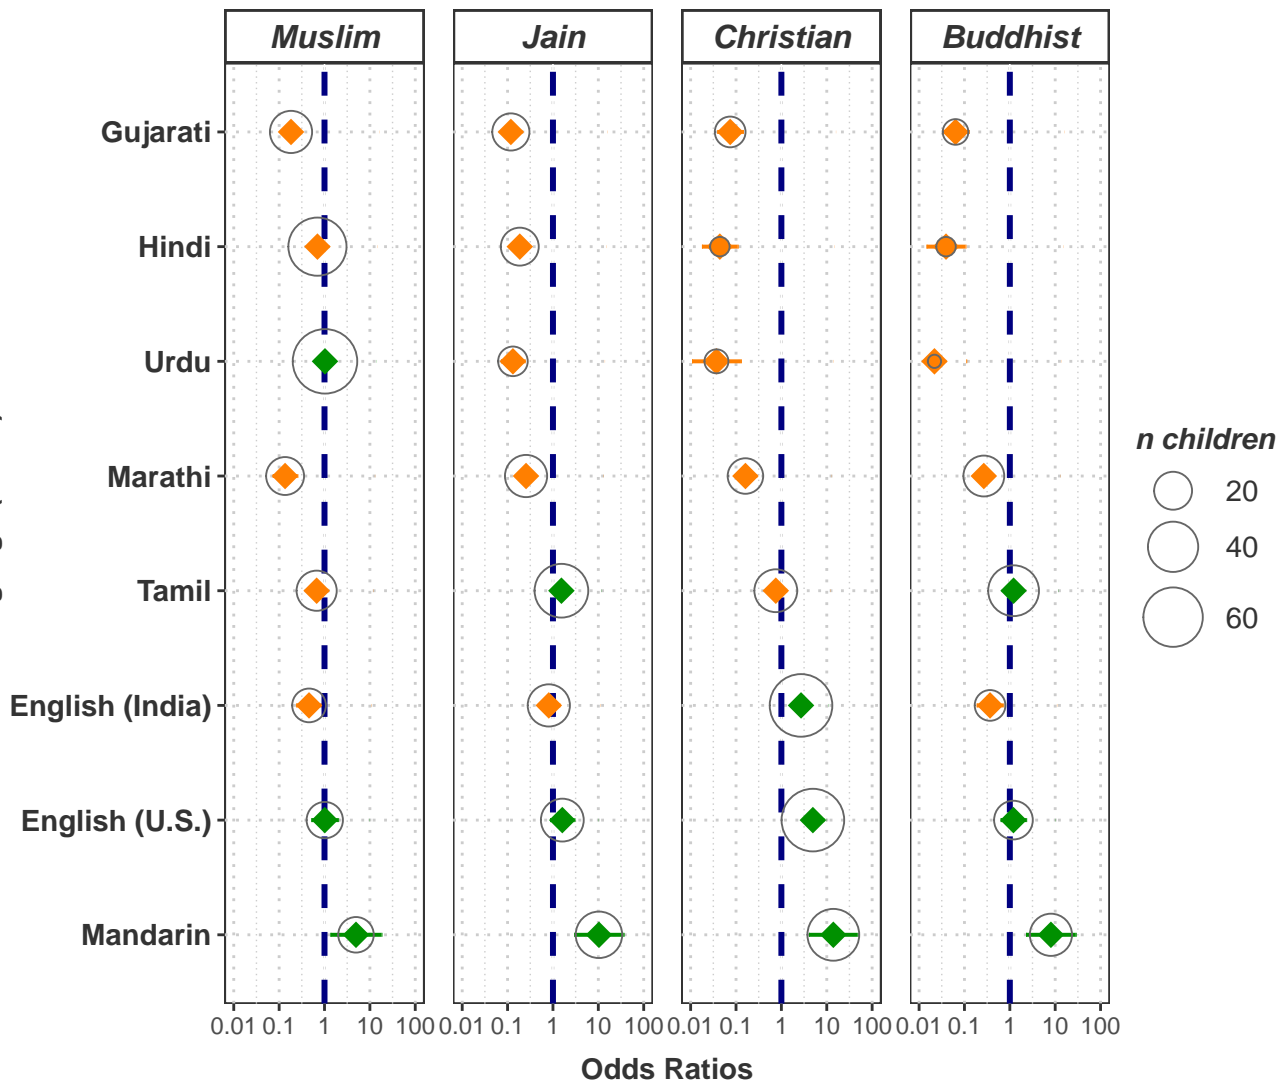 Muslim Jain Christian Buddhist
Gujarati
Hindi
Urdu
Marathi
Tamil
English (India)
English (U.S.)
Mandarin
0.01 0.1 1 10 100 0.01 0.1 1 10 100 0.01 0.1 1 10 100 0.01 0.1 1 10 100
Odds Ratios
n children
20
40
60